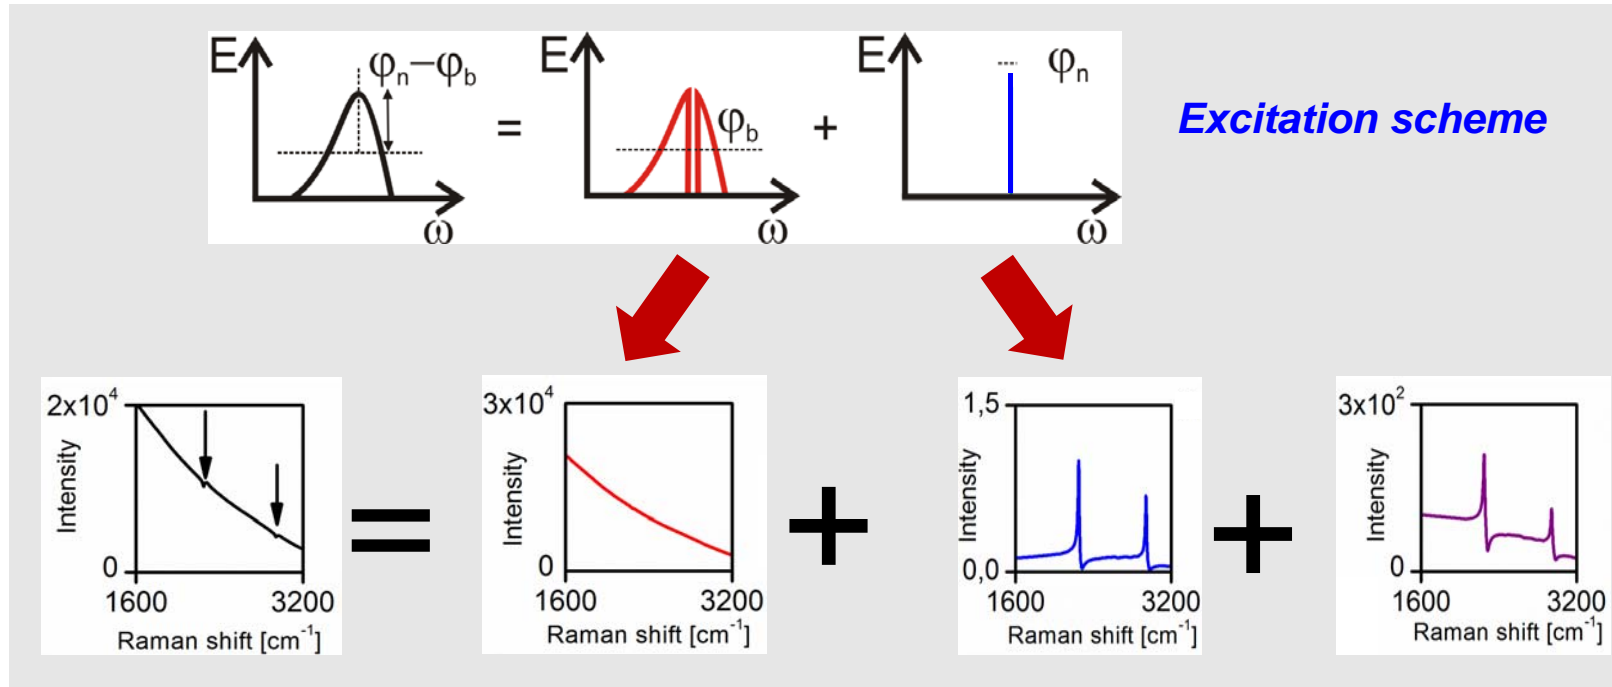 E φn−φb ω
=
E φb ω
+
E φn ω
Excitation scheme
2x10⁴
Intensity
0
1600 3200
Raman shift [cm⁻¹]
=
3x10⁴
Intensity
0
1600 3200
Raman shift [cm⁻¹]
+
1,5
Intensity
0,0
1600 3200
Raman shift [cm⁻¹]
+
3x10²
Intensity
0
1600 3200
Raman shift [cm⁻¹]